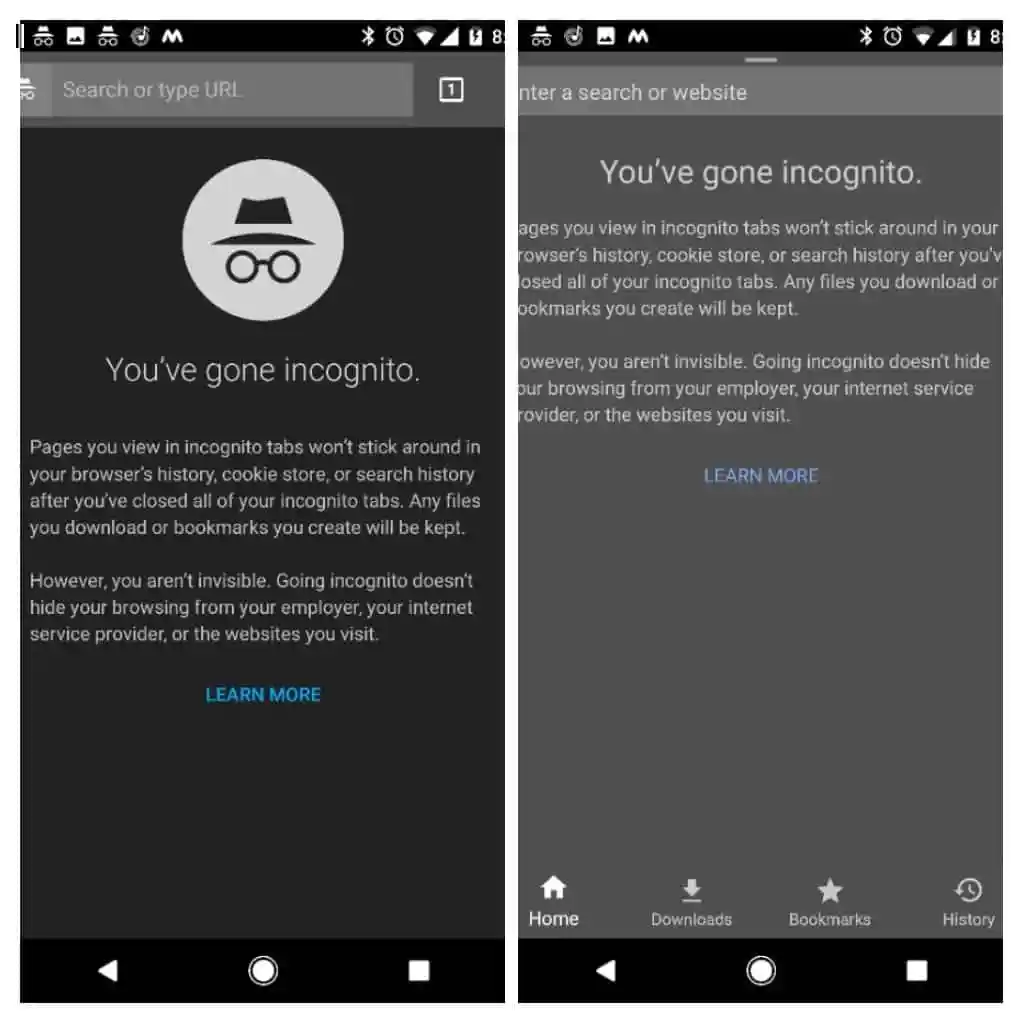 8:
Search or type URL
1
You've gone incognito.
Pages you view in incognito tabs won't stick around in
your browser's history, cookie store, or search history
after you've closed all of your incognito tabs. Any files
you download or bookmarks you create will be kept.
However, you aren't invisible. Going incognito doesn't
hide your browsing from your employer, your internet
service provider, or the websites you visit.
LEARN MORE
8:
nter a search or website
You've gone incognito.
ages you view in incognito tabs won't stick around in your
rowser's history, cookie store, or search history after you'v
losed all of your incognito tabs. Any files you download or
ookmarks you create will be kept.
owever, you aren't invisible. Going incognito doesn't hide
our browsing from your employer, your internet service
rovider, or the websites you visit.
LEARN MORE
Home Downloads Bookmarks History